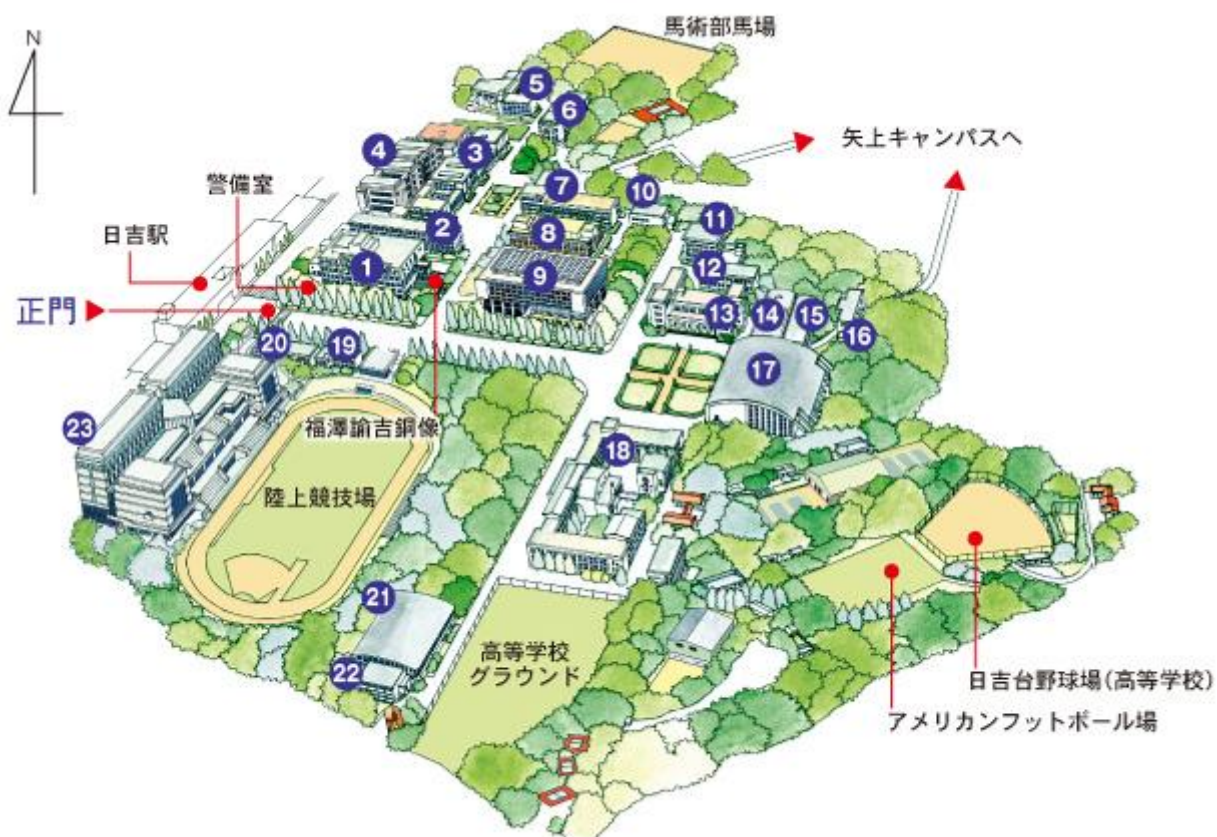 馬術部馬場
N
5
6
4
3
矢上キャンパスへ
警備室
7
10
11
日吉駅
2
8
1
9
12
正門
13
14
15
16
20
19
17
福澤諭吉銅像
23
18
陸上競技場
21
高等学校
グラウンド
22
日吉台野球場(高等学校)
アメリカンフットボール場